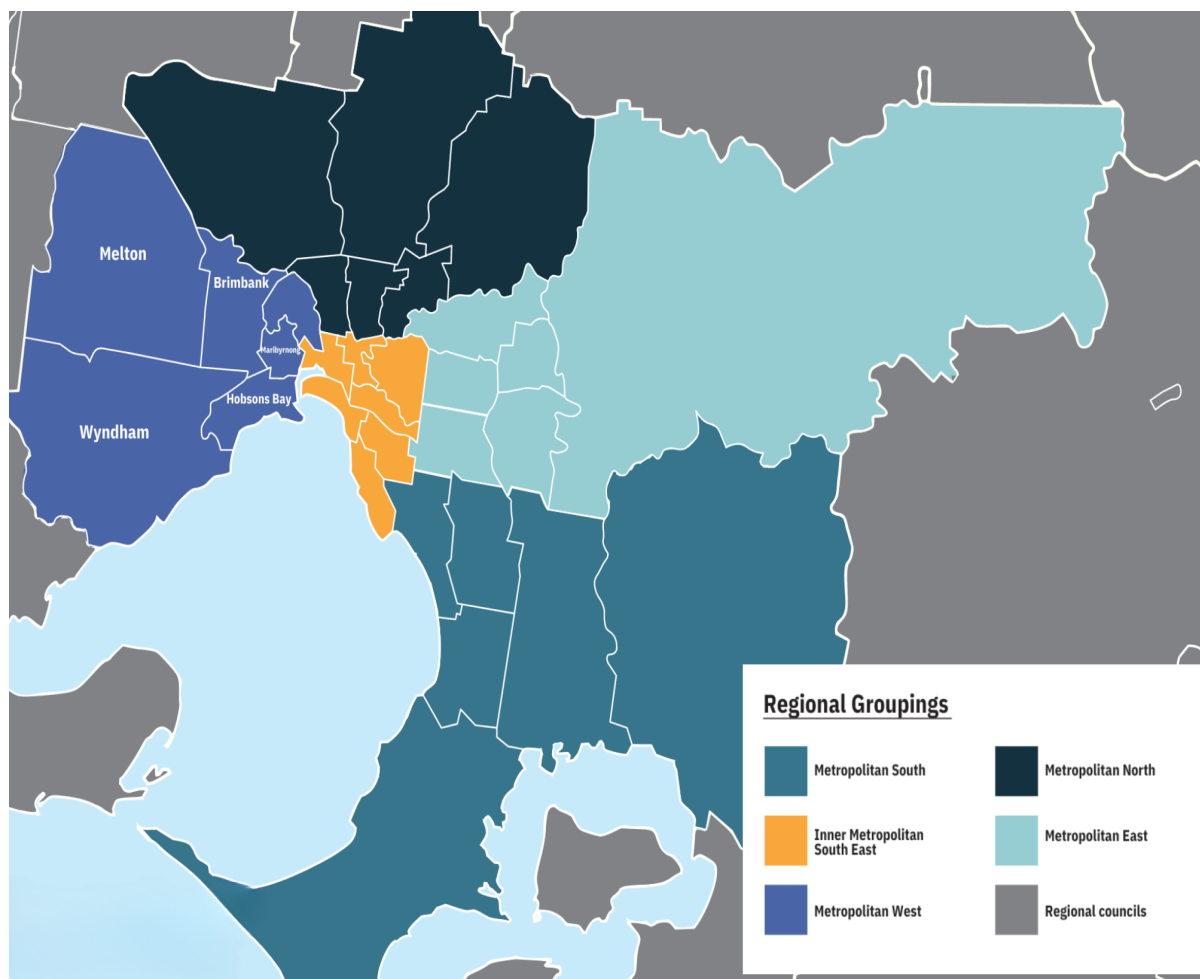 Melton
Brimbank
Maribyrnong
Hobsons Bay
Wyndham
Regional Groupings
Metropolitan South
Metropolitan North
Inner Metropolitan
South East
Metropolitan East
Metropolitan West
Regional councils